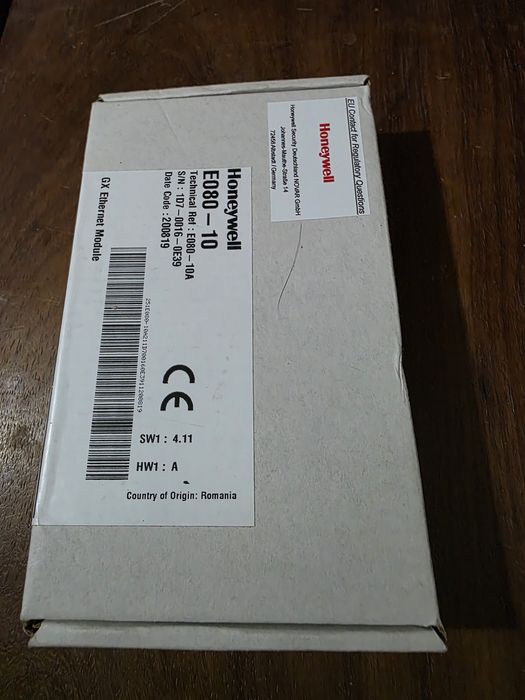 EU Contact for Regulatory Questions
Honeywell
Honeywell Security Deutschland NOVAR GmbH
Johannes-Mauthe-Straße 14
72458 Albstadt / Germany
Honeywell
E080-10
Technical Ref : E080-10A
S/N : 1D7-0016-0E39
Date Code : 200819
GX Ethernet Module
CE
SW1 : 4.11
HW1 : A
Country of Origin: Romania